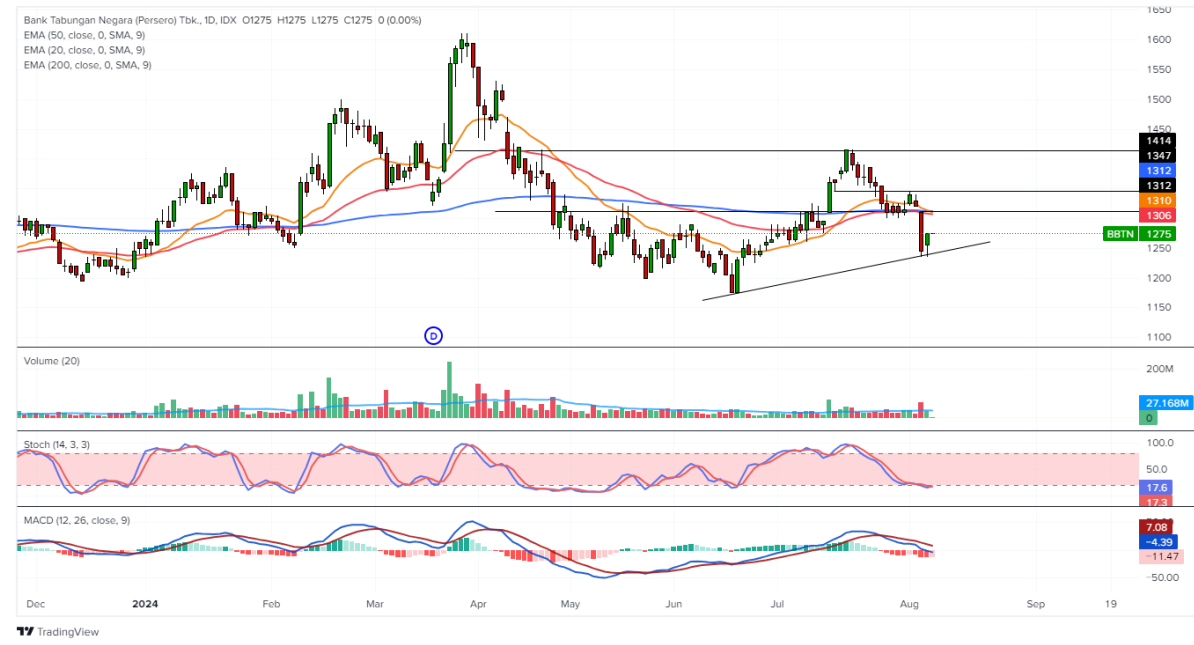 Bank Tabungan Negara (Persero) Tbk., 1D, IDX O1275 H1275 L1275 C1275 0 (0.00%)
EMA (50, close, 0, SMA, 9)
EMA (20, close, 0, SMA, 9)
EMA (200, close, 0, SMA, 9)
1650
1600
1550
1500
1450
1414
1347
1312
1312
1310
1306
BBTN 1275
1250
1200
1150
1100
D
Volume (20)
200M
27.168M
0
Stoch (14, 3, 3)
100.0
50.0
17.6
17.3
MACD (12, 26, close, 9)
7.08
−4.39
−11.47
−50.00
Dec 2024 Feb Mar Apr May Jun Jul Aug Sep 19
TradingView